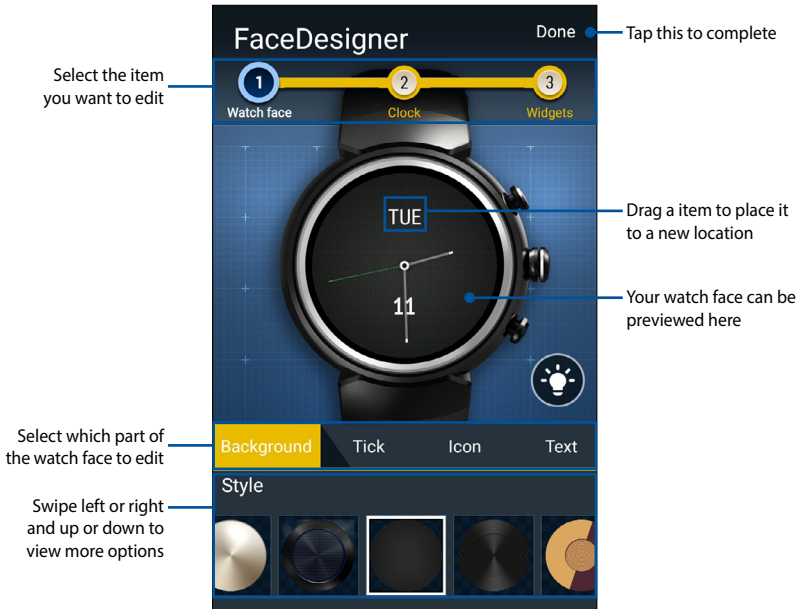 FaceDesigner
Done
Tap this to complete
Select the item
you want to edit
1
2
3
Watch face
Clock
Widgets
TUE
Drag a item to place it
to a new location
11
Your watch face can be
previewed here
Select which part of
the watch face to edit
Background
Tick
Icon
Text
Style
Swipe left or right
and up or down to
view more options